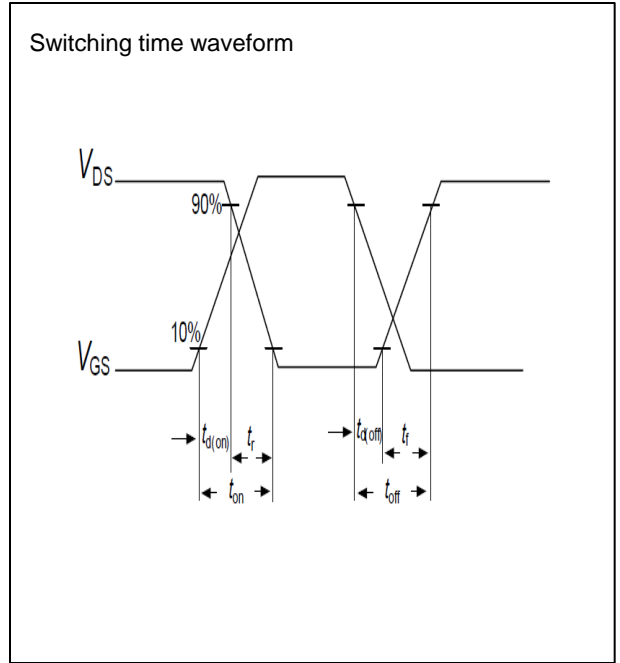 Switching time waveform
VDS
90%
10%
VGS
td(on) tr td(off) tf
ton toff